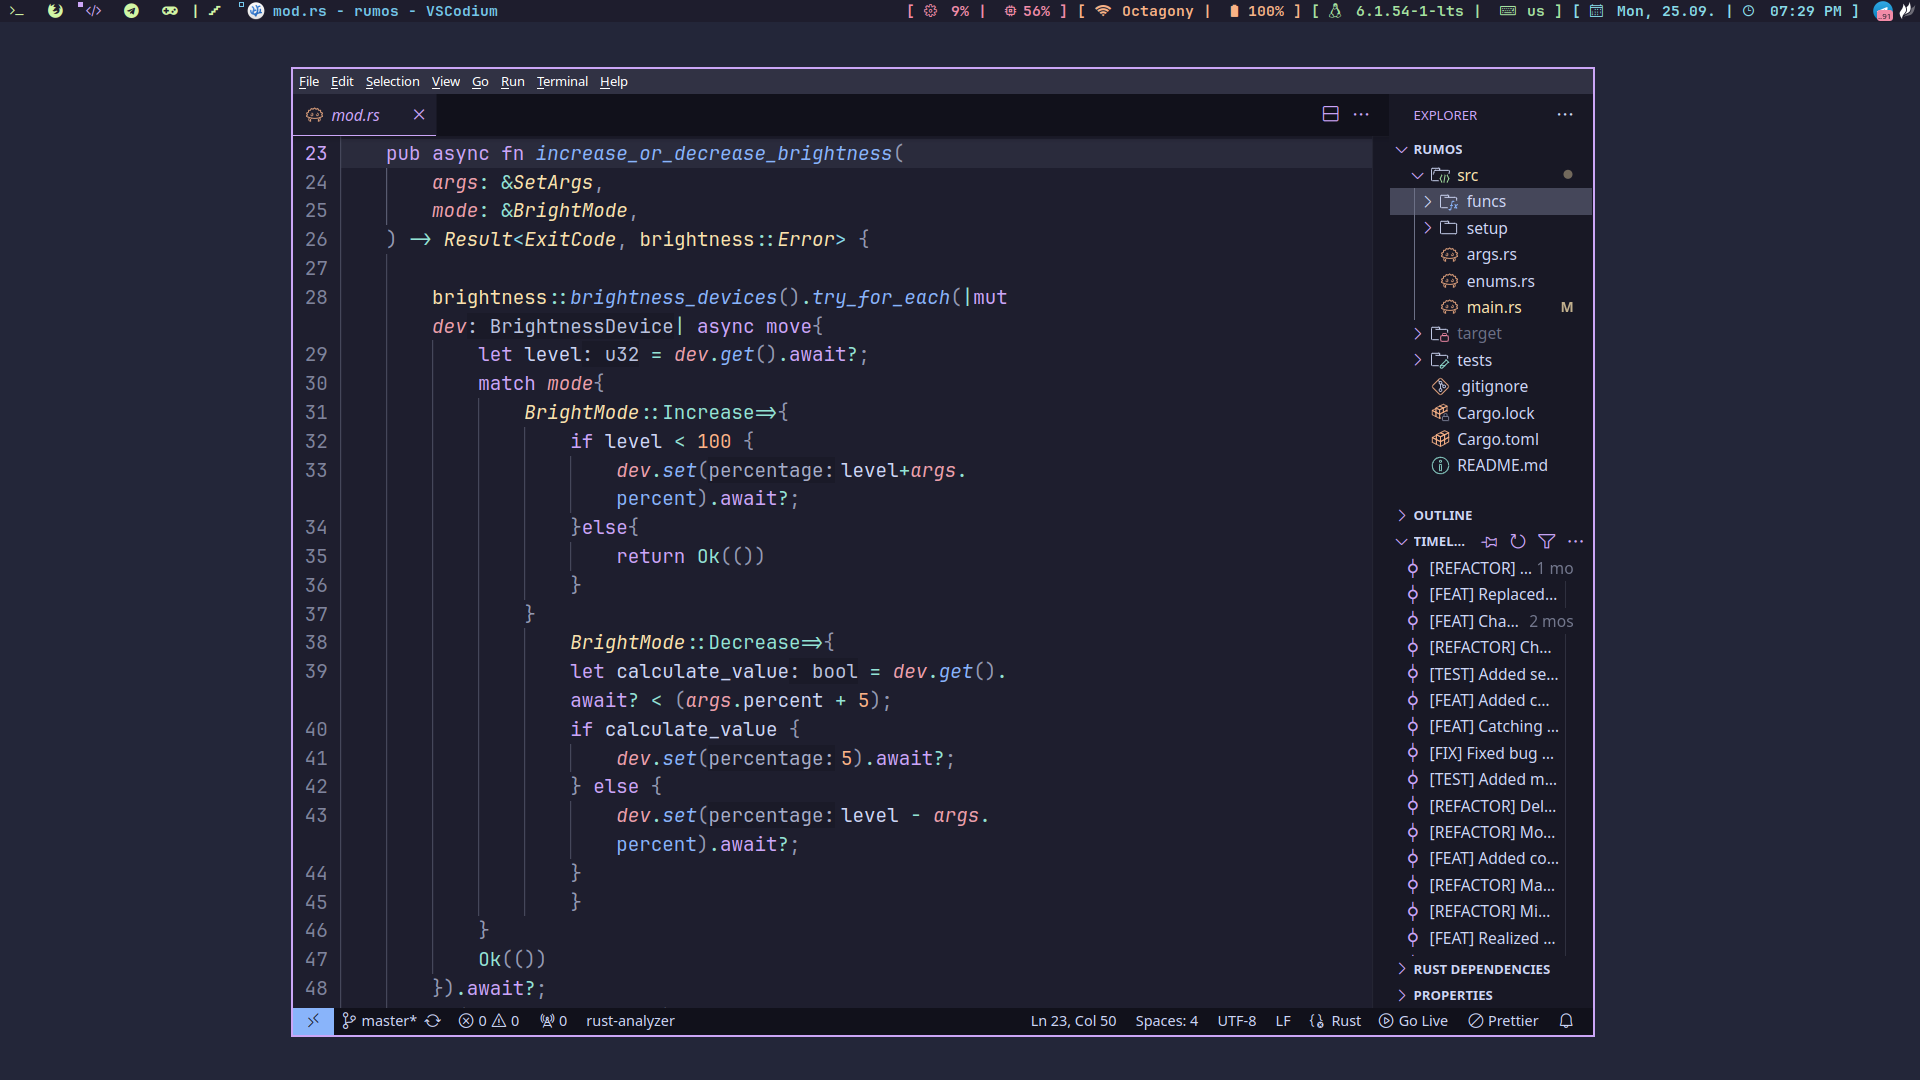 >_ </> | mod.rs - rumos - VSCodium [ 9% | 56% ] [ Octagony | 100% ] [ 6.1.54-1-lts | us ] [ Mon, 25.09. | 07:29 PM ] 91
File Edit Selection View Go Run Terminal Help
mod.rs
23 pub async fn increase_or_decrease_brightness(
24 args: &SetArgs,
25 mode: &BrightMode,
26 ) -> Result<ExitCode, brightness::Error> {
27
28 brightness::brightness_devices().try_for_each(|mut
dev: BrightnessDevice| async move{
29 let level: u32 = dev.get().await?;
30 match mode{
31 BrightMode::Increase=>{
32 if level < 100 {
33 dev.set(percentage: level+args.
percent).await?;
34 }else{
35 return Ok(())
36 }
37 }
38 BrightMode::Decrease=>{
39 let calculate_value: bool = dev.get().
await? < (args.percent + 5);
40 if calculate_value {
41 dev.set(percentage: 5).await?;
42 } else {
43 dev.set(percentage: level - args.
percent).await?;
44 }
45 }
46 }
47 Ok(())
48 }).await?;
EXPLORER
RUMOS
src
funcs
setup
args.rs
enums.rs
main.rs M
target
tests
.gitignore
Cargo.lock
Cargo.toml
README.md
OUTLINE
TIMEL...
[REFACTOR] ... 1 mo
[FEAT] Replaced...
[FEAT] Cha... 2 mos
[REFACTOR] Ch...
[TEST] Added se...
[FEAT] Added c...
[FEAT] Catching ...
[FIX] Fixed bug ...
[TEST] Added m...
[REFACTOR] Del...
[REFACTOR] Mo...
[FEAT] Added co...
[REFACTOR] Ma...
[REFACTOR] Mi...
[FEAT] Realized ...
RUST DEPENDENCIES
PROPERTIES
master* 0 0 0 rust-analyzer Ln 23, Col 50 Spaces: 4 UTF-8 LF Rust Go Live Prettier